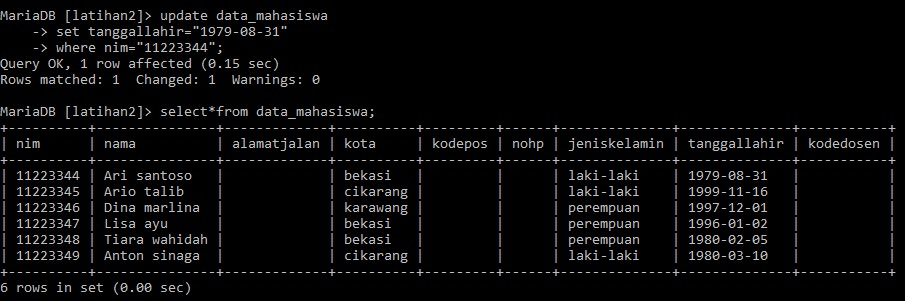 MariaDB [latihan2]> update data_mahasiswa
    -> set tanggallahir="1979-08-31"
    -> where nim="11223344";
Query OK, 1 row affected (0.15 sec)
Rows matched: 1  Changed: 1  Warnings: 0

MariaDB [latihan2]> select*from data_mahasiswa;
+----------+---------------+-------------+----------+---------+------+--------------+--------------+-----------+
| nim      | nama          | alamatjalan | kota     | kodepos | nohp | jeniskelamin | tanggallahir | kodedosen |
+----------+---------------+-------------+----------+---------+------+--------------+--------------+-----------+
| 11223344 | Ari santoso   |             | bekasi   |         |      | laki-laki    | 1979-08-31   |           |
| 11223345 | Ario talib    |             | cikarang |         |      | laki-laki    | 1999-11-16   |           |
| 11223346 | Dina marlina  |             | karawang |         |      | perempuan    | 1997-12-01   |           |
| 11223347 | Lisa ayu      |             | bekasi   |         |      | perempuan    | 1996-01-02   |           |
| 11223348 | Tiara wahidah |             | bekasi   |         |      | perempuan    | 1980-02-05   |           |
| 11223349 | Anton sinaga  |             | cikarang |         |      | laki-laki    | 1980-03-10   |           |
+----------+---------------+-------------+----------+---------+------+--------------+--------------+-----------+
6 rows in set (0.00 sec)